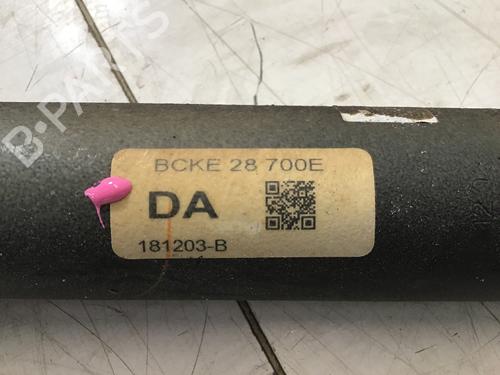 B-PARTS
BCKE 28 700E
DA
181203-B